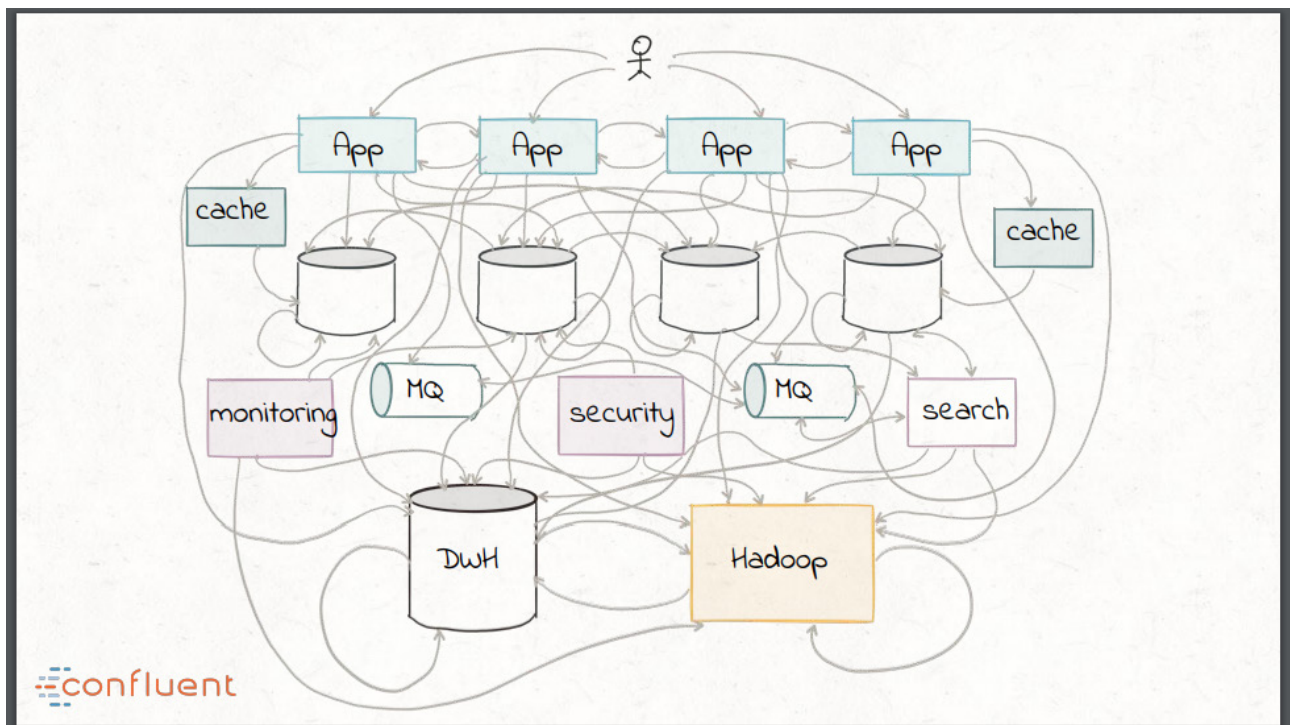 App
App
App
App
cache
cache
monitoring
MQ
security
MQ
search
DWH
Hadoop
confluent